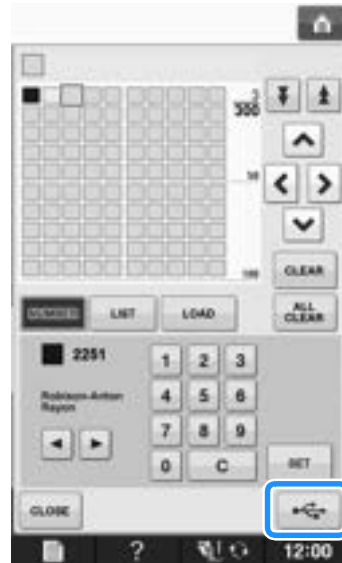 3
300
50
100
CLEAR
NUMBER LIST LOAD ALL CLEAR
2251
Robison-Anton
Rayon
1 2 3
4 5 6
7 8 9
0 C
SET
CLOSE
? 12:00